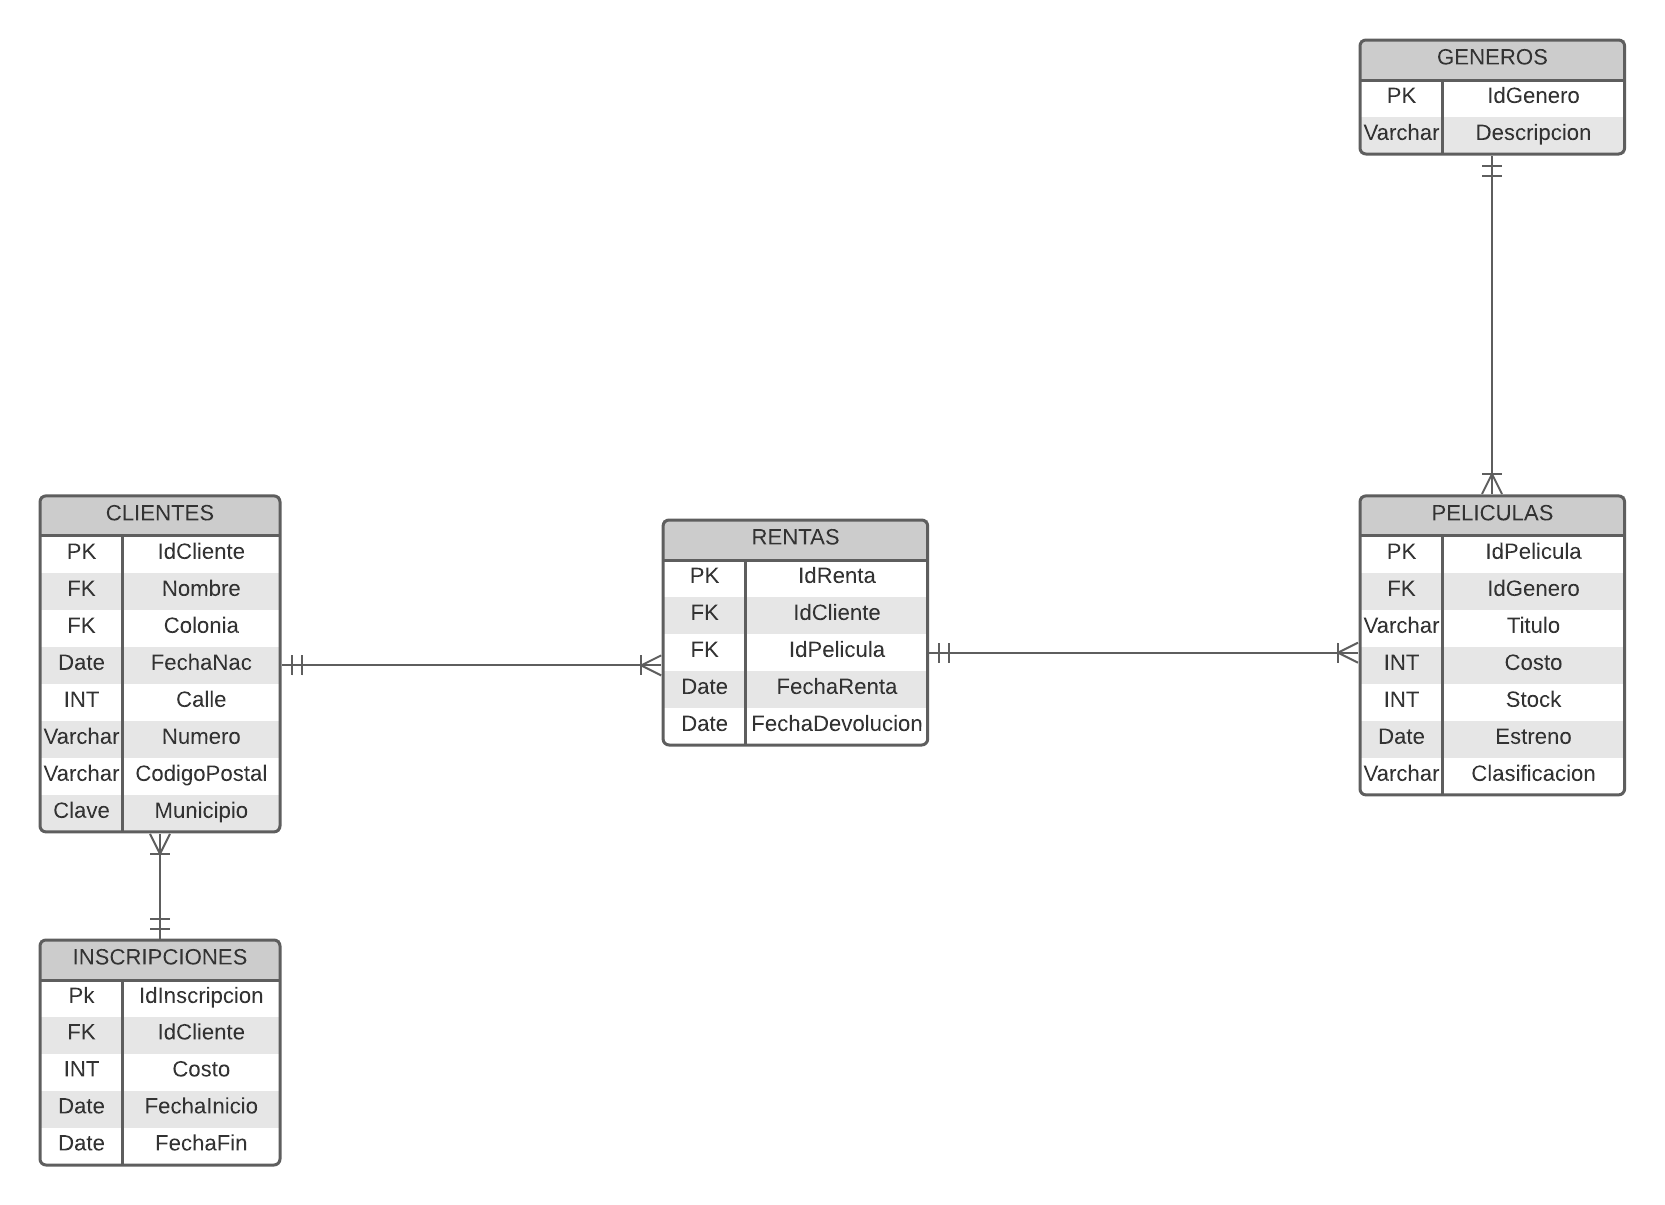 GENEROS
PK IdGenero
Varchar Descripcion
CLIENTES
PK IdCliente
FK Nombre
FK Colonia
Date FechaNac
INT Calle
Varchar Numero
Varchar CodigoPostal
Clave Municipio
RENTAS
PK IdRenta
FK IdCliente
FK IdPelicula
Date FechaRenta
Date FechaDevolucion
PELICULAS
PK IdPelicula
FK IdGenero
Varchar Titulo
INT Costo
INT Stock
Date Estreno
Varchar Clasificacion
INSCRIPCIONES
Pk IdInscripcion
FK IdCliente
INT Costo
Date FechaInicio
Date FechaFin